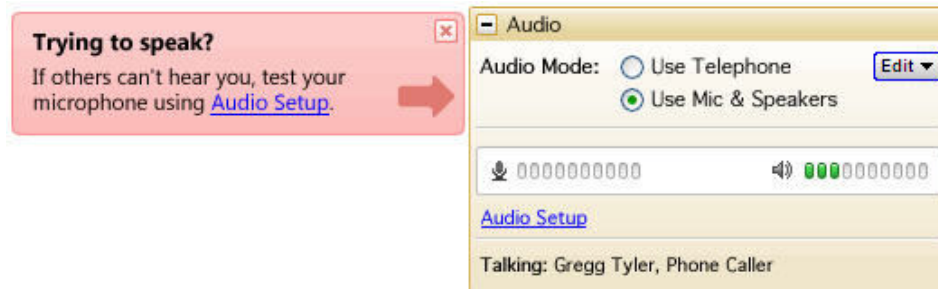 Trying to speak?
If others can't hear you, test your
microphone using Audio Setup.
Audio
Audio Mode: Use Telephone
Edit
Use Mic & Speakers
Audio Setup
Talking: Gregg Tyler, Phone Caller